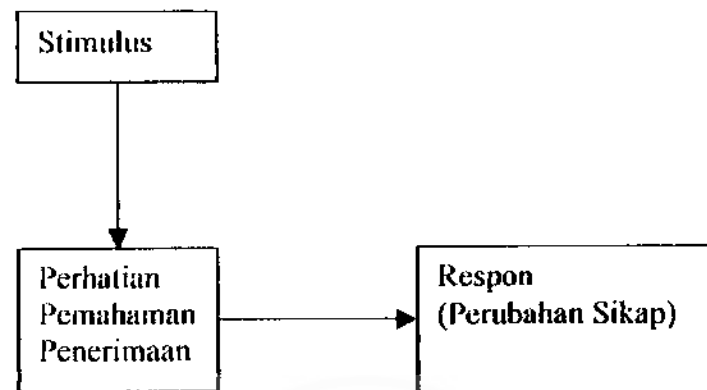 Stimulus
Perhatian
Pemahaman
Penerimaan
Respon
(Perubahan Sikap)